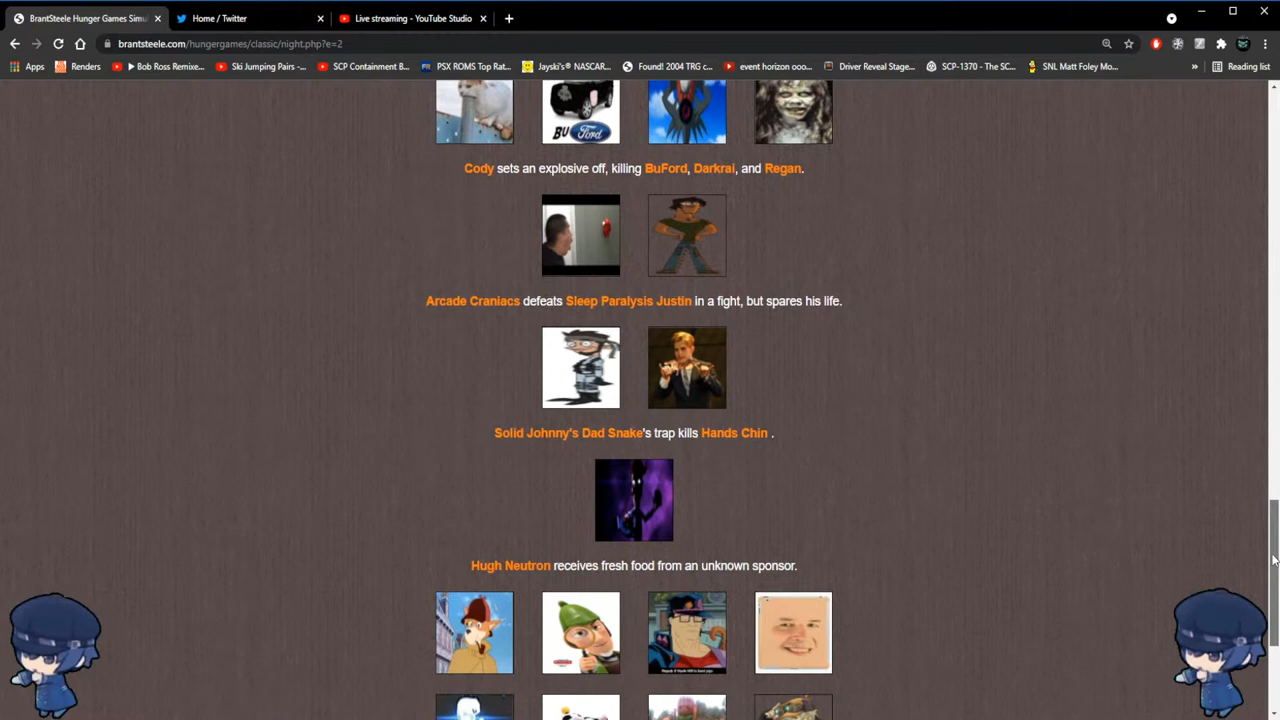 BrantSteele Hunger Games Simu
Home / Twitter
Live streaming - YouTube Studio
brantsteele.com/hungergames/classic/night.php?e=2
Apps
Renders
Bob Ross Remixe...
Ski Jumping Pairs -...
SCP Containment B...
PSX ROMS Top Rat...
Jayski's® NASCAR...
Found! 2004 TRG c...
event horizon ooo...
Driver Reveal Stage...
SCP-1370 - The SC...
SNL Matt Foley Mo...
»
Reading list
BU Ford
Cody sets an explosive off, killing BuFord, Darkrai, and Regan.
Arcade Craniacs defeats Sleep Paralysis Justin in a fight, but spares his life.
Solid Johnny's Dad Snake's trap kills Hands Chin .
Hugh Neutron receives fresh food from an unknown sponsor.